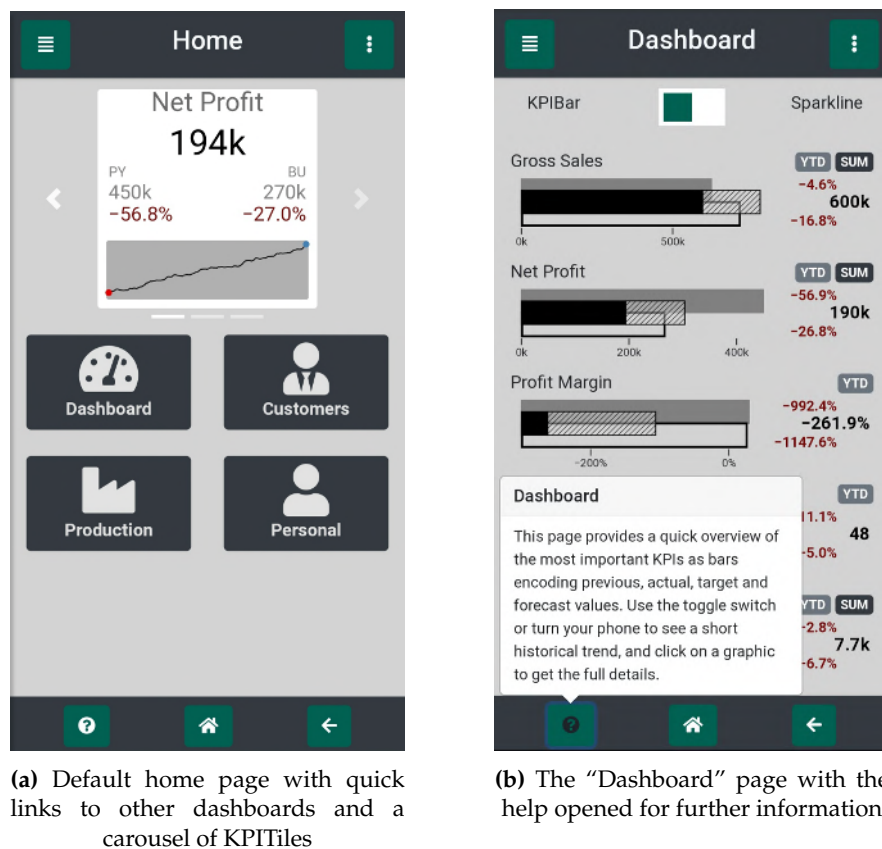 Home
Net Profit
194k
PY BU
450k 270k
−56.8% −27.0%
Dashboard Customers
Production Personal
(a) Default home page with quick
links to other dashboards and a
carousel of KPITiles
Dashboard
KPIBar Sparkline
Gross Sales YTD SUM
−4.6%
600k
−16.8%
0k 500k
Net Profit YTD SUM
−56.9%
190k
−26.8%
0k 200k 400k
Profit Margin YTD
−992.4%
−261.9%
−1147.6%
−200% 0%
YTD
11.1%
48
-5.0%
YTD SUM
-2.8%
7.7k
-6.7%
Dashboard
This page provides a quick overview of
the most important KPIs as bars
encoding previous, actual, target and
forecast values. Use the toggle switch
or turn your phone to see a short
historical trend, and click on a graphic
to get the full details.
(b) The “Dashboard” page with the
help opened for further information